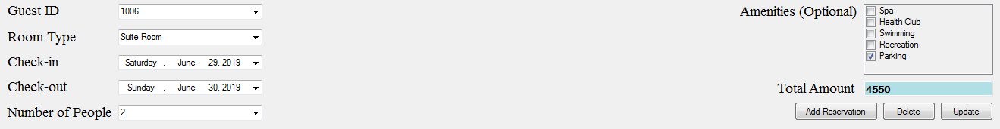 Guest ID 1006
Room Type Suite Room
Check-in Saturday , June 29, 2019
Check-out Sunday , June 30, 2019
Number of People 2
Amenities (Optional)
Spa
Health Club
Swimming
Recreation
Parking
Total Amount 4550
Add Reservation Delete Update